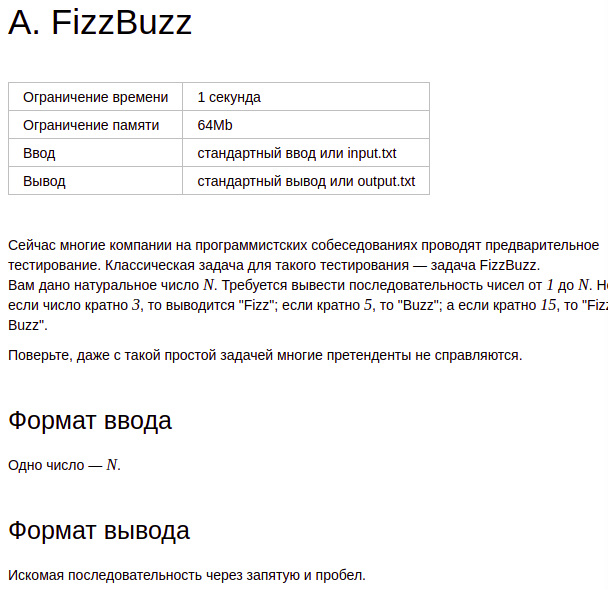 A. FizzBuzz
Ограничение времени 1 секунда
Ограничение памяти 64Mb
Ввод стандартный ввод или input.txt
Вывод стандартный вывод или output.txt
Сейчас многие компании на программистских собеседованиях проводят предварительное
тестирование. Классическая задача для такого тестирования — задача FizzBuzz.
Вам дано натуральное число N. Требуется вывести последовательность чисел от 1 до N.
если число кратно 3, то выводится "Fizz"; если кратно 5, то "Buzz"; а если кратно 15, то
Buzz".
Поверьте, даже с такой простой задачей многие претенденты не справляются.
Формат ввода
Одно число — N.
Формат вывода
Искомая последовательность через запятую и пробел.